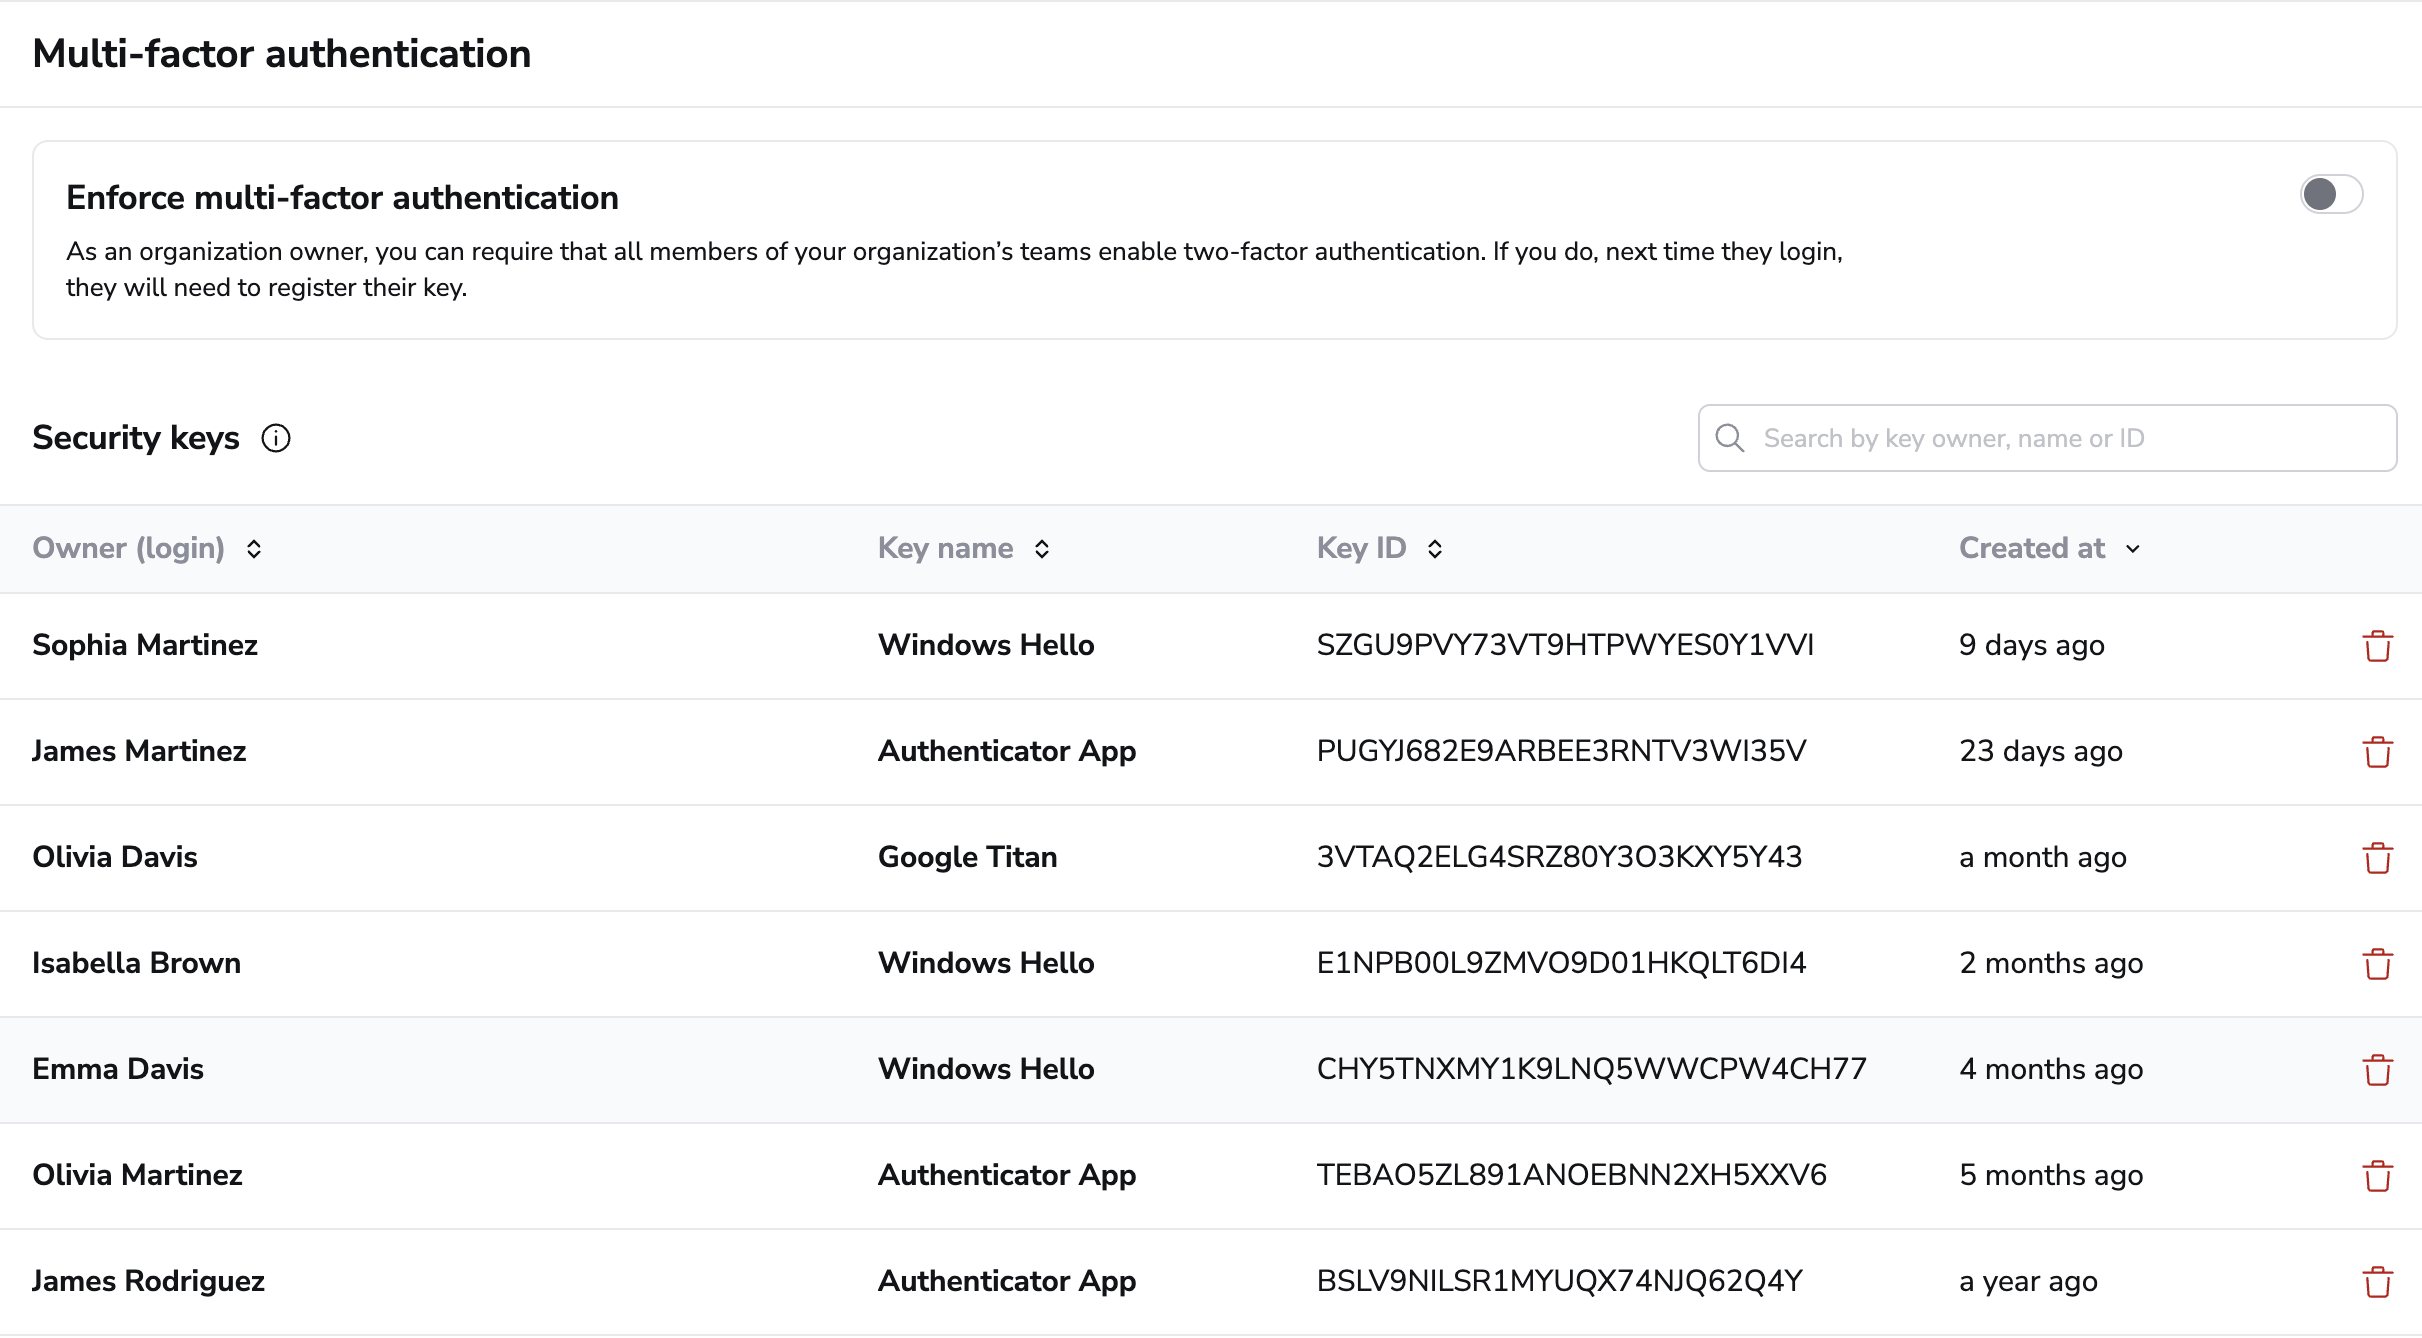 Multi-factor authentication
Enforce multi-factor authentication
As an organization owner, you can require that all members of your organization’s teams enable two-factor authentication. If you do, next time they login,
they will need to register their key.
Security keys
Search by key owner, name or ID
Owner (login) Key name Key ID Created at
Sophia Martinez Windows Hello SZGU9PVY73VT9HTPWYES0Y1VVI 9 days ago
James Martinez Authenticator App PUGYJ682E9ARBEE3RNTV3WI35V 23 days ago
Olivia Davis Google Titan 3VTAQ2ELG4SRZ80Y3O3KXY5Y43 a month ago
Isabella Brown Windows Hello E1NPB00L9ZMVO9D01HKQLT6DI4 2 months ago
Emma Davis Windows Hello CHY5TNXMY1K9LNQ5WWCPW4CH77 4 months ago
Olivia Martinez Authenticator App TEBAO5ZL891ANOEBNN2XH5XXV6 5 months ago
James Rodriguez Authenticator App BSLV9NILSR1MYUQX74NJQ62Q4Y a year ago